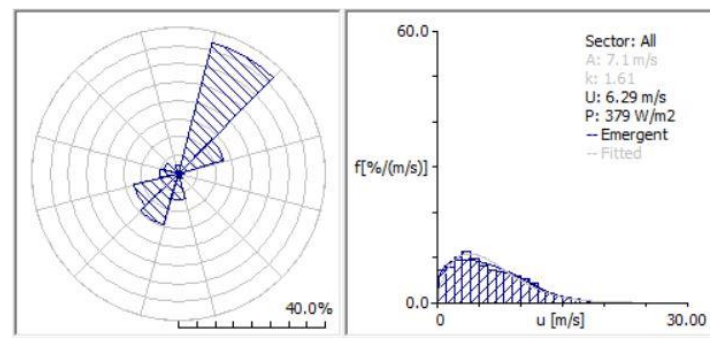 40.0%
60.0
Sector: All
A: 7.1 m/s
k: 1.61
U: 6.29 m/s
P: 379 W/m2
-- Emergent
-- Fitted
f[%/(m/s)]
0.0
0 u [m/s] 30.00